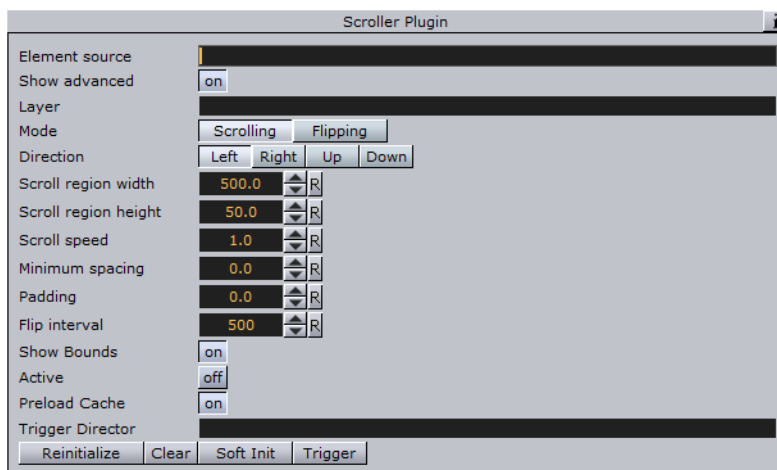 Scroller Plugin
Element source
Show advanced on
Layer
Mode Scrolling Flipping
Direction Left Right Up Down
Scroll region width 500.0 R
Scroll region height 50.0 R
Scroll speed 1.0 R
Minimum spacing 0.0 R
Padding 0.0 R
Flip interval 500 R
Show Bounds on
Active off
Preload Cache on
Trigger Director
Reinitialize Clear Soft Init Trigger